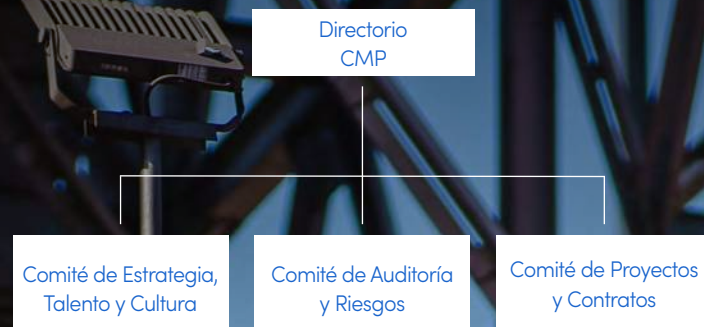 Directorio
CMP
Comité de Estrategia,
Talento y Cultura
Comité de Auditoría
y Riesgos
Comité de Proyectos
y Contratos